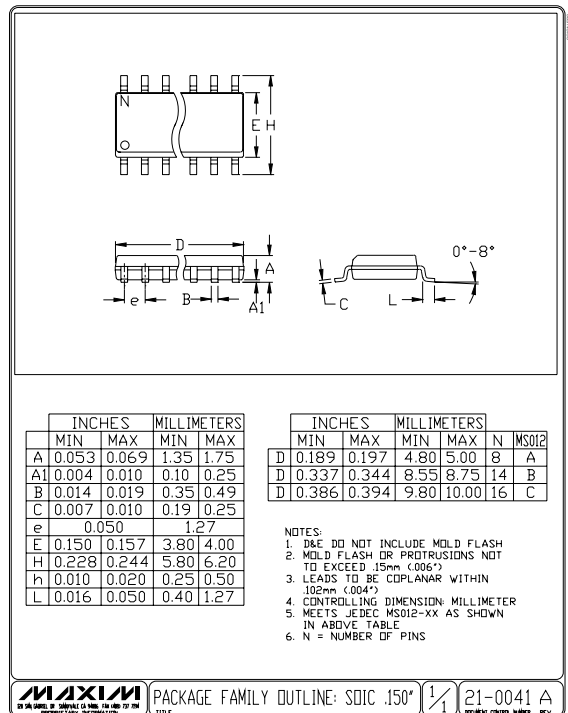 N
E H
D
A
0°-8°
e
B
A1
C
L
INCHES MILLIMETERS
MIN MAX MIN MAX
A 0.053 0.069 1.35 1.75
A1 0.004 0.010 0.10 0.25
B 0.014 0.019 0.35 0.49
C 0.007 0.010 0.19 0.25
e 0.050 1.27
E 0.150 0.157 3.80 4.00
H 0.228 0.244 5.80 6.20
h 0.010 0.020 0.25 0.50
L 0.016 0.050 0.40 1.27
INCHES MILLIMETERS
MIN MAX MIN MAX N MS012
D 0.189 0.197 4.80 5.00 8 A
D 0.337 0.344 8.55 8.75 14 B
D 0.386 0.394 9.80 10.00 16 C
NOTES:
1. D&E DO NOT INCLUDE MOLD FLASH
2. MOLD FLASH OR PROTRUSIONS NOT
TO EXCEED .15mm (.006")
3. LEADS TO BE COPLANAR WITHIN
.102mm (.004")
4. CONTROLLING DIMENSION: MILLIMETER
5. MEETS JEDEC MS012-XX AS SHOWN
IN ABOVE TABLE
6. N = NUMBER OF PINS
MAXIM
PROPRIETARY INFORMATION
PACKAGE FAMILY OUTLINE: SOIC .150"
TITLE
1/1
21-0041 A
DOCUMENT CONTROL NUMBER REV